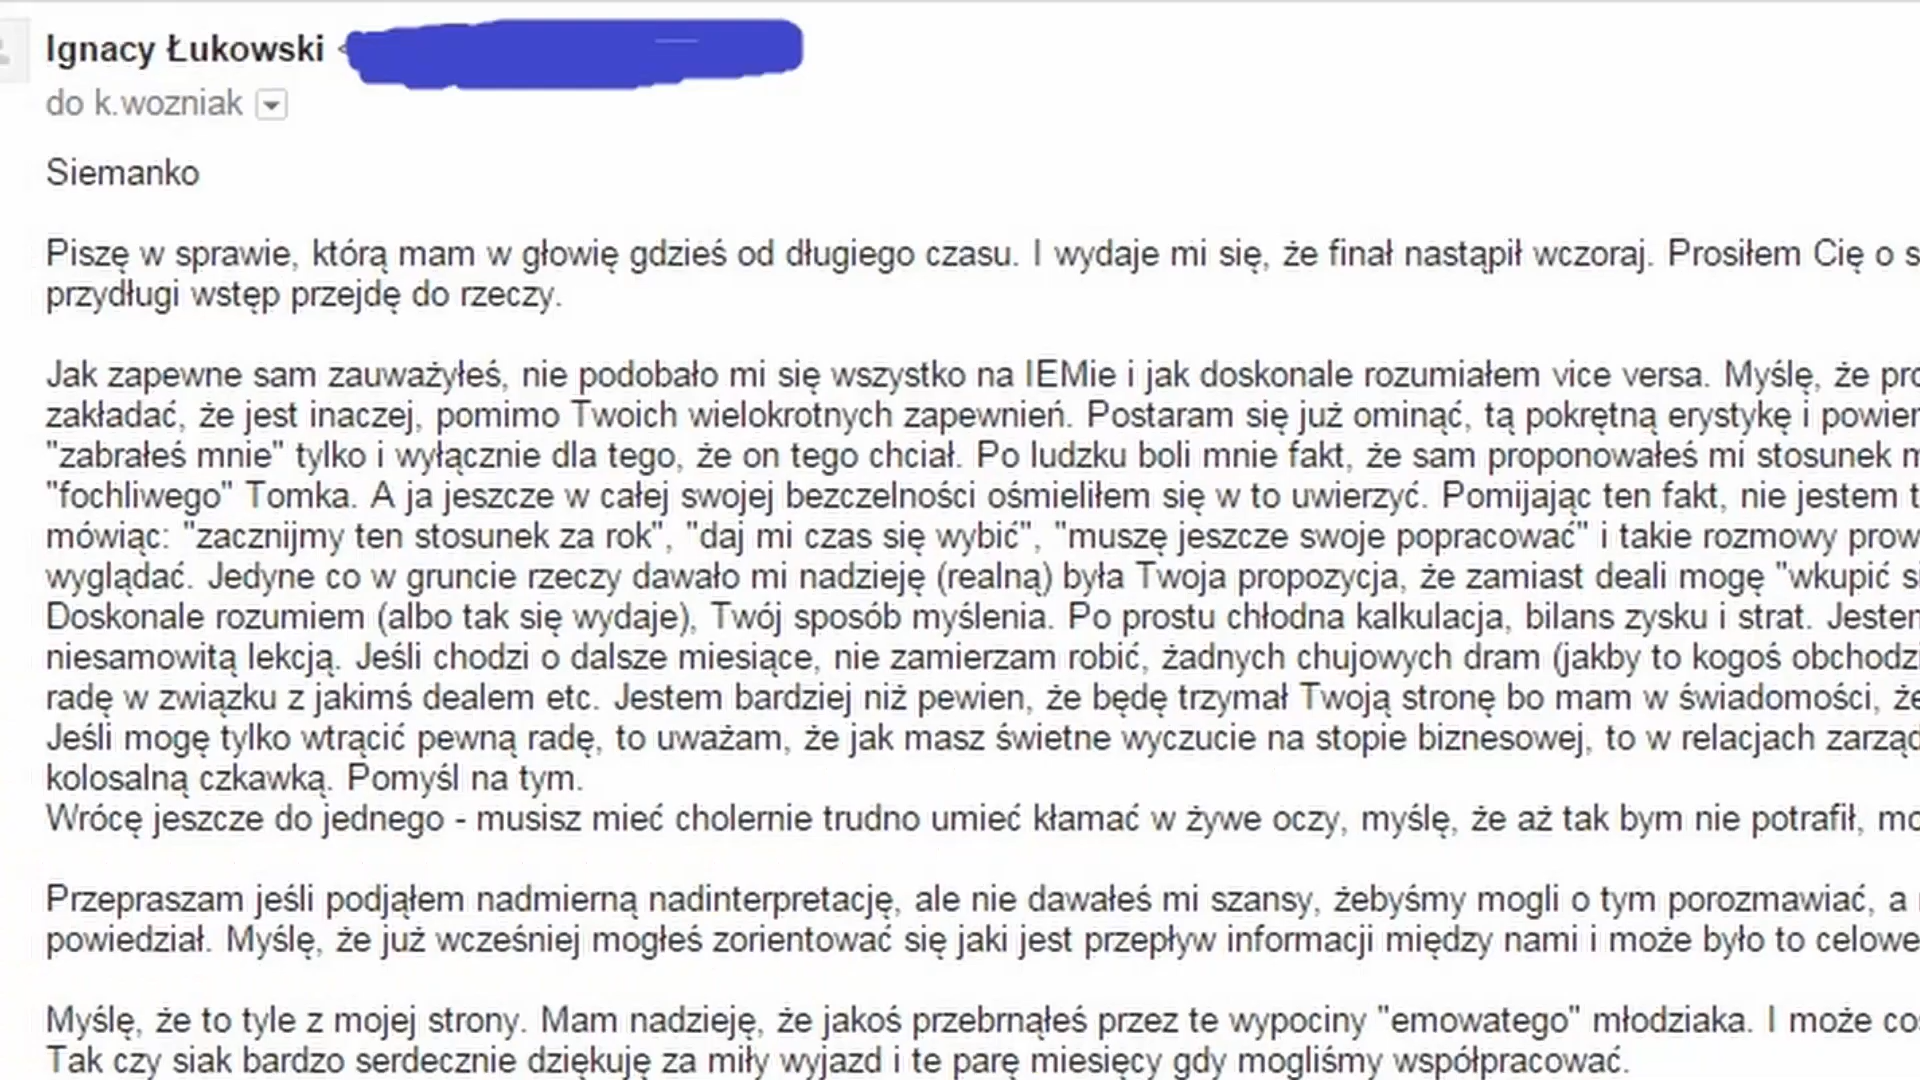 Ignacy Łukowski <
do k.wozniak
Siemanko
Piszę w sprawie, którą mam w głowię gdzieś od długiego czasu. I wydaje mi się, że finał nastąpił wczoraj. Prosiłem Cię o s
przydługi wstęp przejdę do rzeczy.
Jak zapewne sam zauważyłeś, nie podobało mi się wszystko na IEMie i jak doskonale rozumiałem vice versa. Myślę, że pro
zakładać, że jest inaczej, pomimo Twoich wielokrotnych zapewnień. Postaram się już ominąć, tą pokrętną erystykę i powier
"zabrałeś mnie" tylko i wyłącznie dla tego, że on tego chciał. Po ludzku boli mnie fakt, że sam proponowałeś mi stosunek m
"fochliwego" Tomka. A ja jeszcze w całej swojej bezczelności ośmieliłem się w to uwierzyć. Pomijając ten fakt, nie jestem t
mówiąc: "zacznijmy ten stosunek za rok", "daj mi czas się wybić", "muszę jeszcze swoje popracować" i takie rozmowy prow
wyglądać. Jedyne co w gruncie rzeczy dawało mi nadzieję (realną) była Twoja propozycja, że zamiast deali mogę "wkupić si
Doskonale rozumiem (albo tak się wydaje), Twój sposób myślenia. Po prostu chłodna kalkulacja, bilans zysku i strat. Jester
niesamowitą lekcją. Jeśli chodzi o dalsze miesiące, nie zamierzam robić, żadnych chujowych dram (jakby to kogoś obchodzi
radę w związku z jakimś dealem etc. Jestem bardziej niż pewien, że będę trzymał Twoją stronę bo mam w świadomości, że
Jeśli mogę tylko wtrącić pewną radę, to uważam, że jak masz świetne wyczucie na stopie biznesowej, to w relacjach zarząd
kolosalną czkawką. Pomyśl na tym.
Wrócę jeszcze do jednego - musisz mieć cholernie trudno umieć kłamać w żywe oczy, myślę, że aż tak bym nie potrafił, mo
Przepraszam jeśli podjąłem nadmierną nadinterpretację, ale nie dawałeś mi szansy, żebyśmy mogli o tym porozmawiać, a
powiedział. Myślę, że już wcześniej mogłeś zorientować się jaki jest przepływ informacji między nami i może było to celowe
Myślę, że to tyle z mojej strony. Mam nadzieję, że jakoś przebrnąłeś przez te wypociny "emowatego" młodziaka. I może coś
Tak czy siak bardzo serdecznie dziękuję za miły wyjazd i te parę miesięcy gdy mogliśmy współpracować.